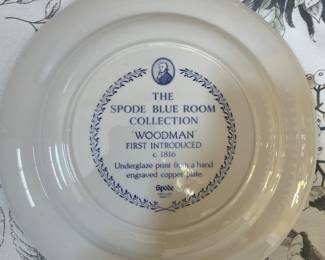 THE
SPODE BLUE ROOM
COLLECTION
'WOODMAN'
FIRST INTRODUCED
c. 1816
Underglaze print from a hand
engraved copper plate
Spode